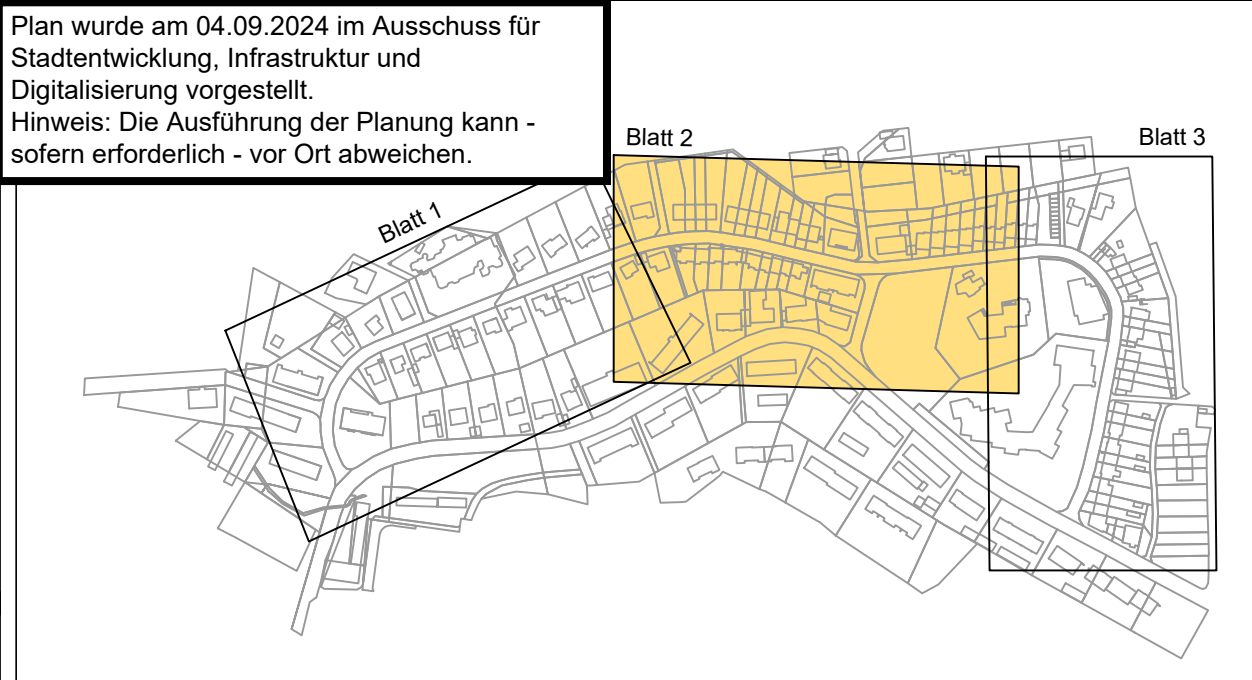 Plan wurde am 04.09.2024 im Ausschuss für
Stadtentwicklung, Infrastruktur und
Digitalisierung vorgestellt.
Hinweis: Die Ausführung der Planung kann -
sofern erforderlich - vor Ort abweichen.
Blatt 1
Blatt 2
Blatt 3